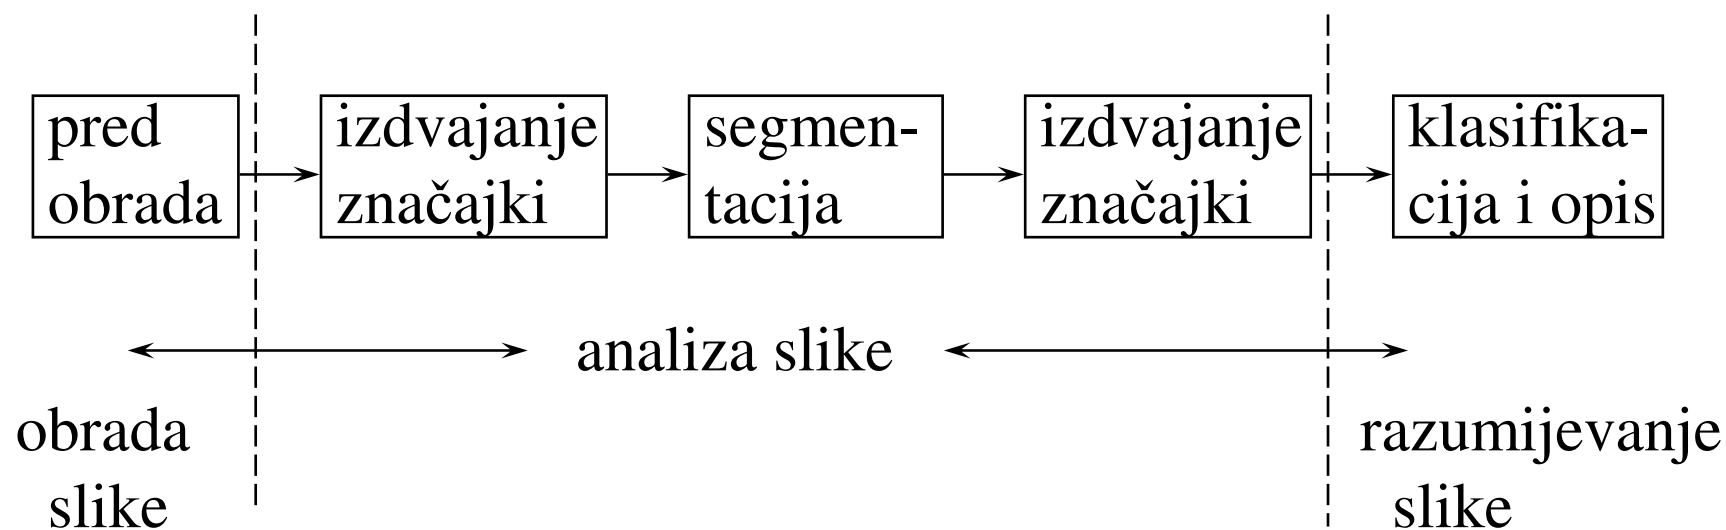 pred
obrada
izdvajanje
značajki
segmen-
tacija
izdvajanje
značajki
klasifika-
cija i opis
analiza slike
obrada
slike
razumijevanje
slike